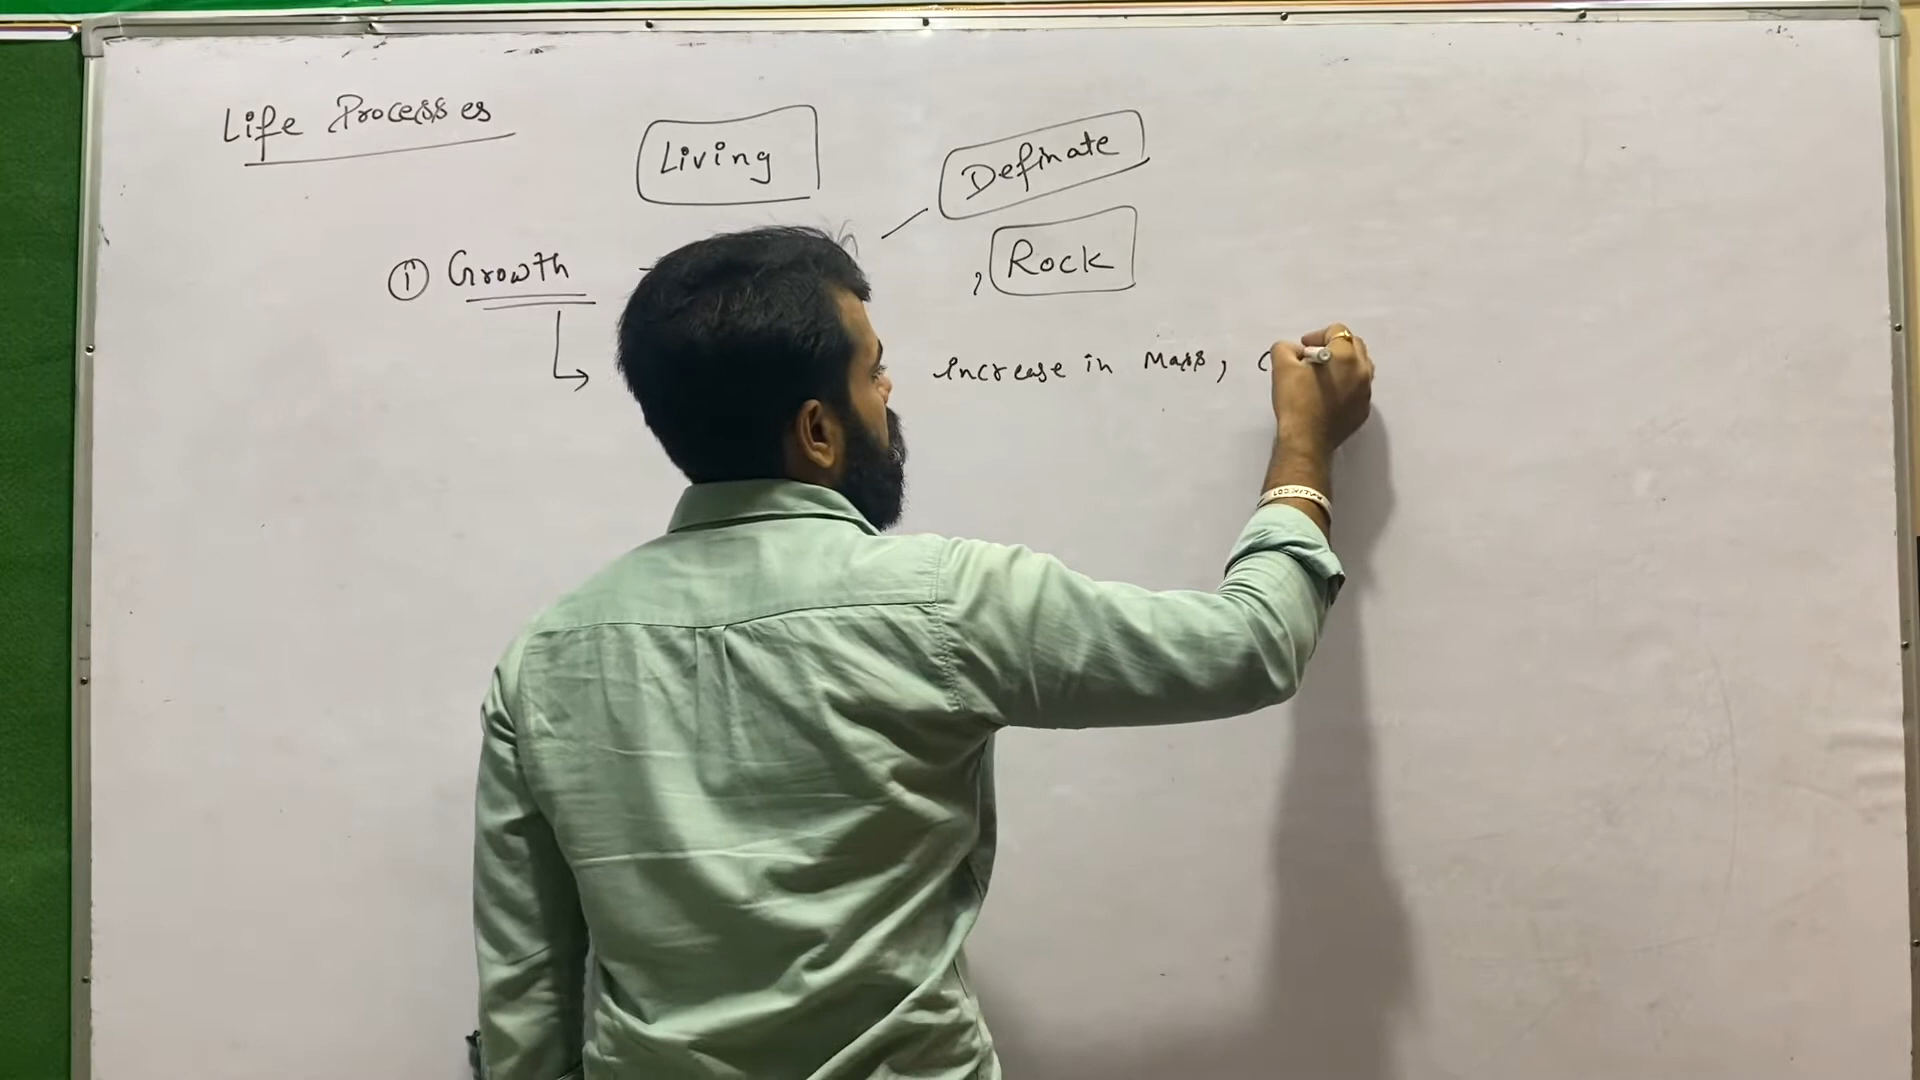 Life Processes
Living
Definate
① Growth
, Rock
increase in Mass,